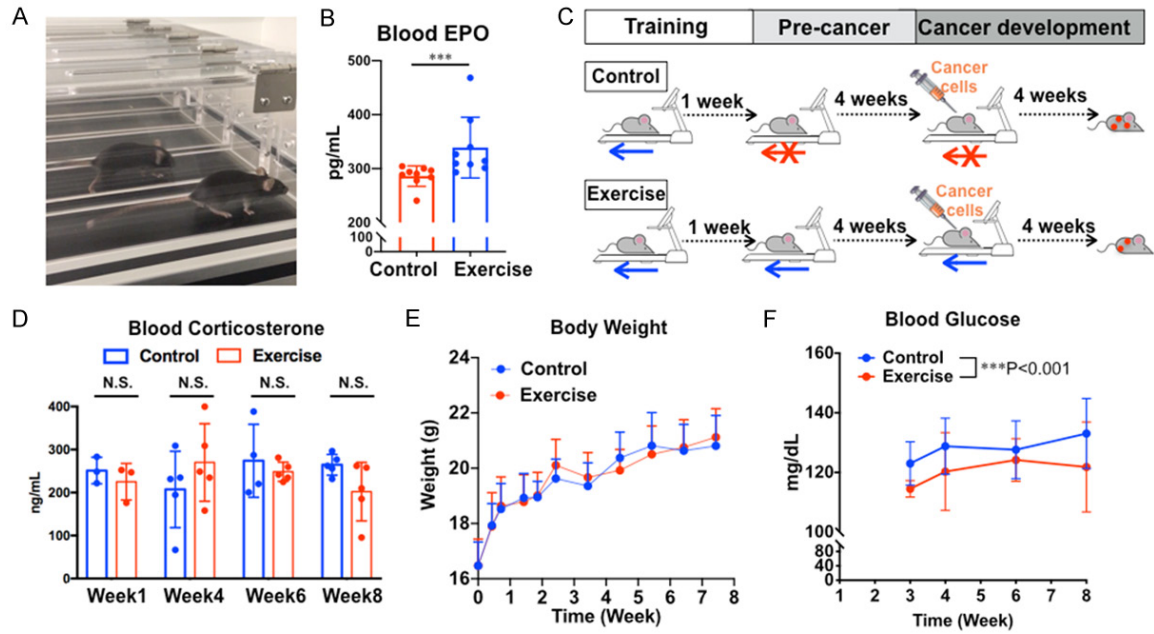 A
B
Blood EPO
***
500
400
300
200
100
0
pg/mL
Control
Exercise
C
Training
Pre-cancer
Cancer development
Control
1 week
4 weeks
Cancer
cells
4 weeks
Exercise
1 week
4 weeks
Cancer
cells
4 weeks
D
Blood Corticosterone
Control
Exercise
N.S.
N.S.
N.S.
N.S.
400
300
200
100
0
ng/mL
Week1
Week4
Week6
Week8
E
Body Weight
Control
Exercise
24
22
20
18
16
Weight (g)
0
1
2
3
4
5
6
7
8
Time (Week)
F
Blood Glucose
Control
Exercise
***P<0.001
160
140
120
100
80
40
0
mg/dL
1
2
3
4
5
6
7
8
Time (Week)